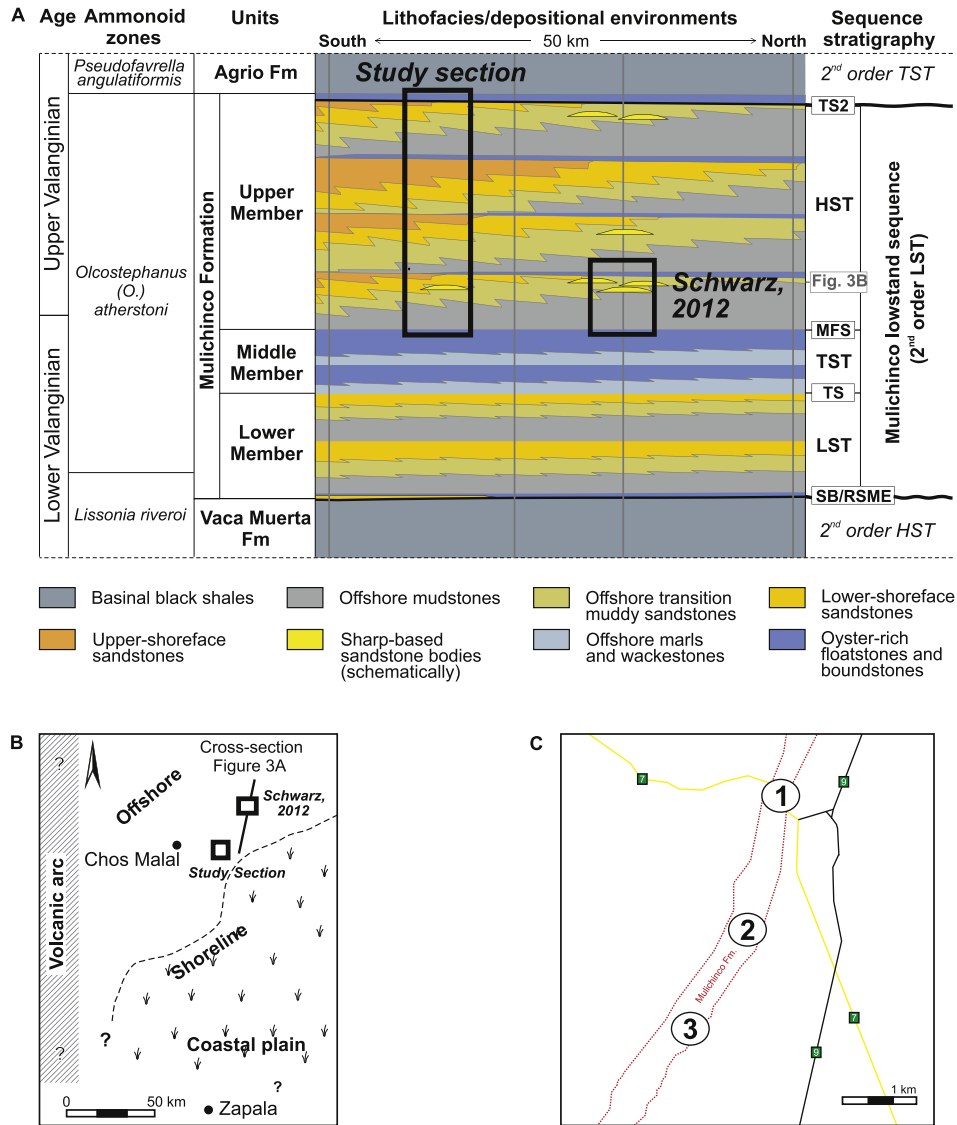 A
Age
Ammonoid
zones
Units
Lithofacies/depositional environments
South
50 km
North
Sequence
stratigraphy
Pseudofavrella
angulatiformis
Agrio Fm
Study section
2nd order TST
TS2
Upper Valanginian
Lower Valanginian
Olcostephanus
(O.)
atherstoni
Lissonia riveroi
Mulichinco Formation
Upper
Member
Middle
Member
Lower
Member
Vaca Muerta
Fm
Schwarz,
2012
HST
Fig. 3B
MFS
TST
TS
LST
SB/RSME
2nd order HST
Mulichinco lowstand sequence
(2nd order LST)
Basinal black shales
Offshore mudstones
Offshore transition
muddy sandstones
Lower-shoreface
sandstones
Upper-shoreface
sandstones
Sharp-based
sandstone bodies
(schematically)
Offshore marls
and wackestones
Oyster-rich
floatstones and
boundstones
B
?
Volcanic arc
?
Offshore
Cross-section
Figure 3A
Schwarz,
2012
Chos Malal
Study Section
Shoreline
?
Coastal plain
?
0
50 km
Zapala
C
7
9
1
2
Mulichinco Fm.
3
7
9
1 km